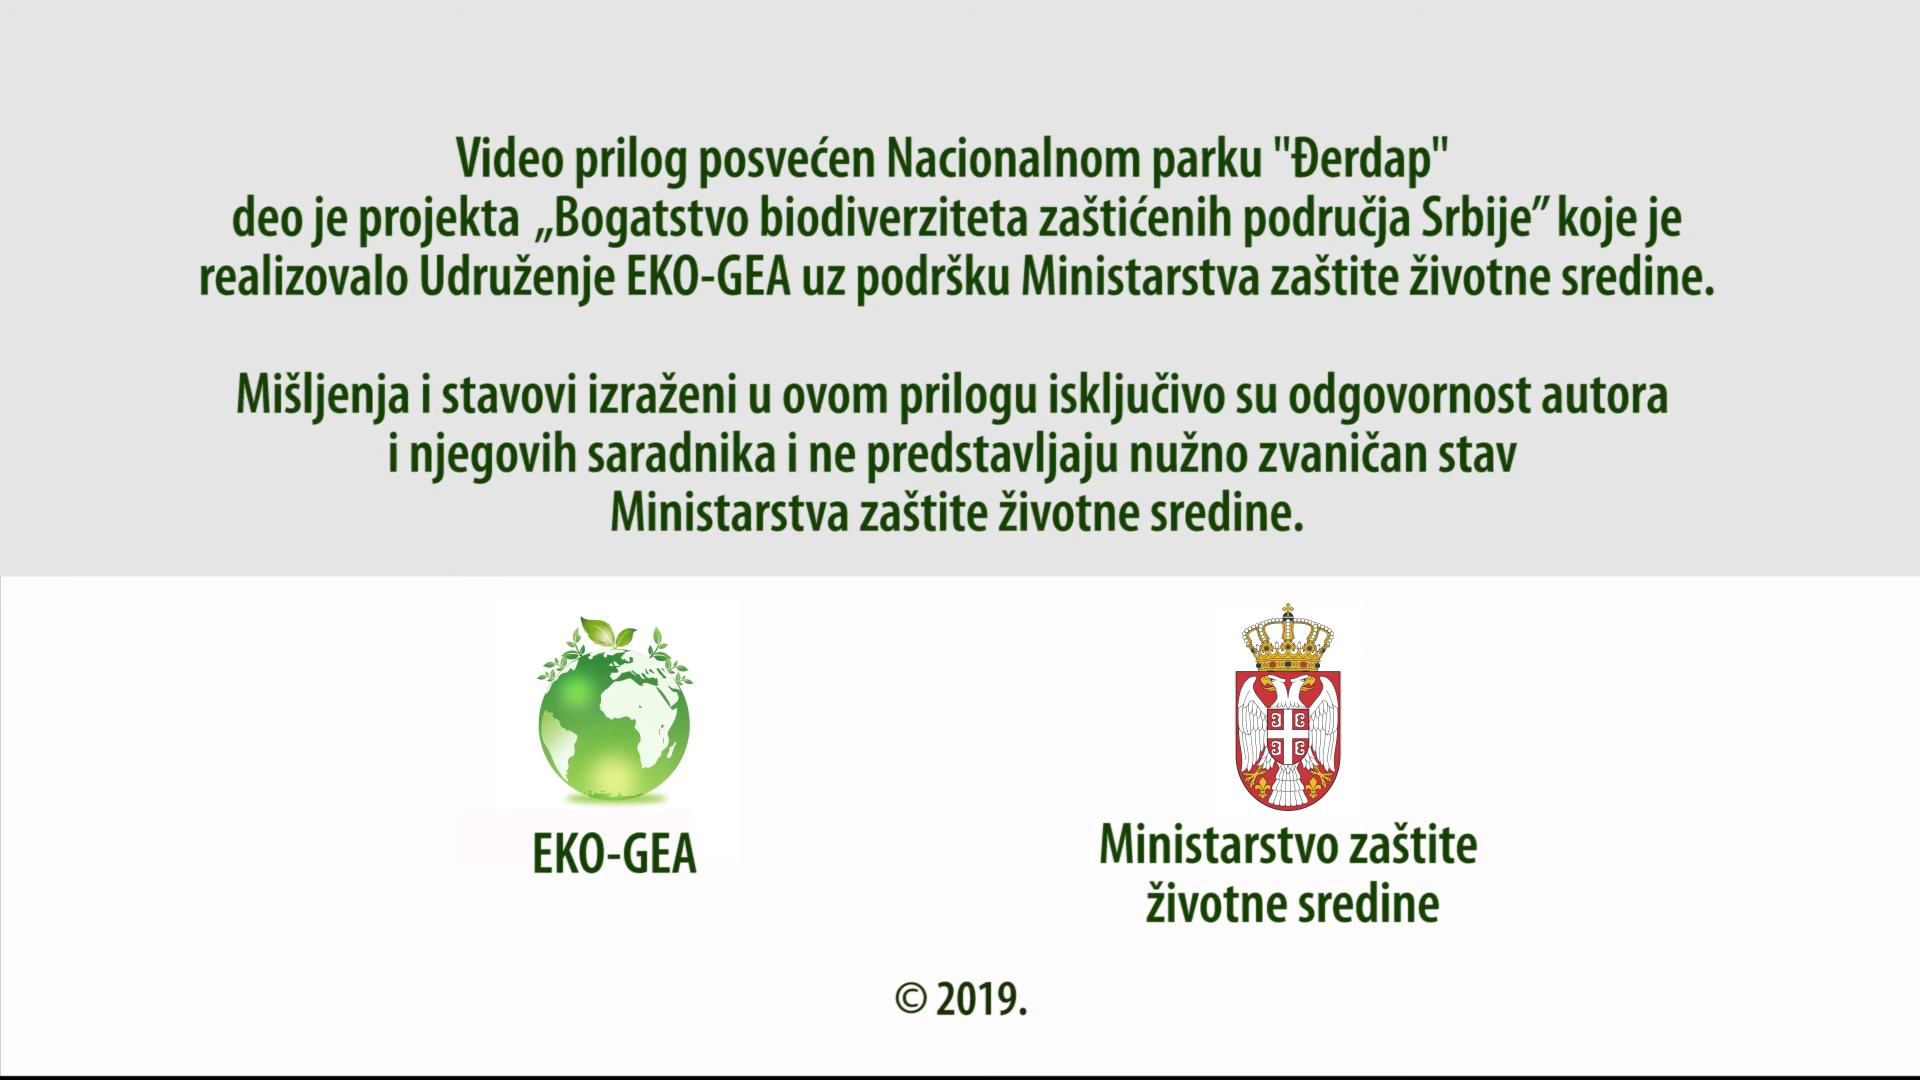 Video prilog posvećen Nacionalnom parku "Đerdap"
deo je projekta „Bogatstvo biodiverziteta zaštićenih područja Srbije” koje je
realizovalo Udruženje EKO-GEA uz podršku Ministarstva zaštite životne sredine.
Mišljenja i stavovi izraženi u ovom prilogu isključivo su odgovornost autora
i njegovih saradnika i ne predstavljaju nužno zvaničan stav
Ministarstva zaštite životne sredine.
EKO-GEA
Ministarstvo zaštite
životne sredine
© 2019.